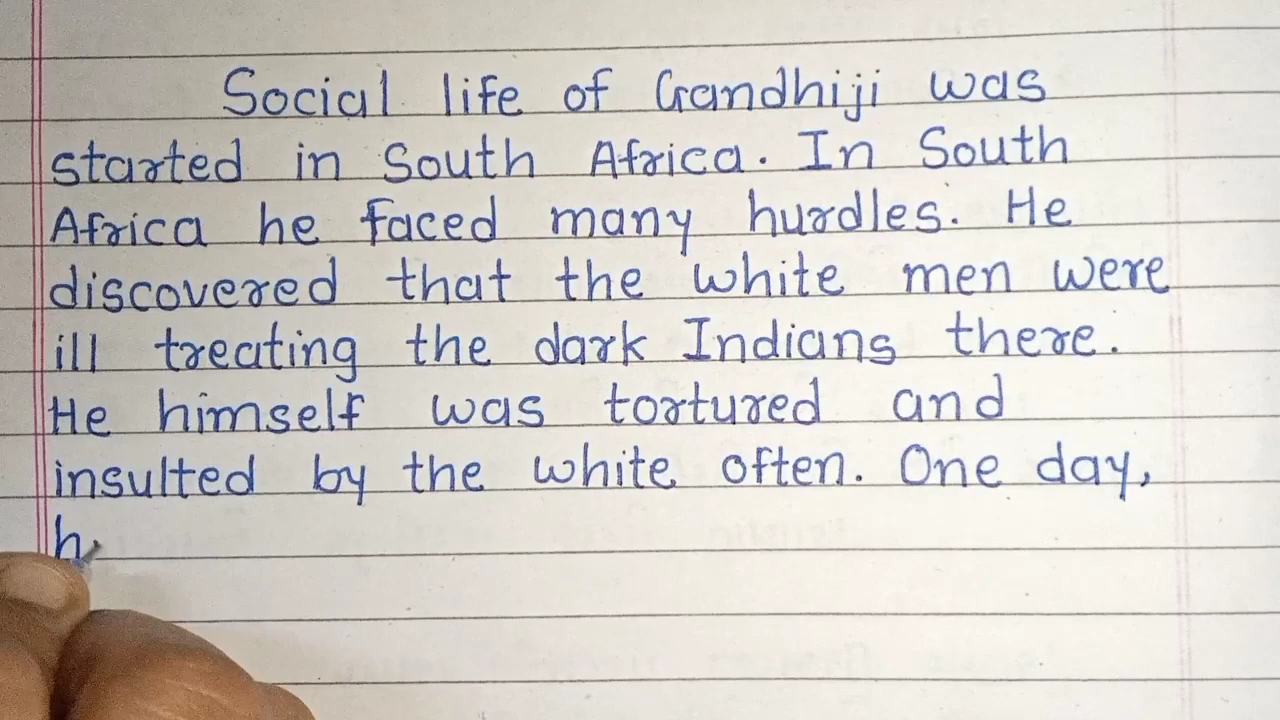 Social life of Gandhiji was
started in South Africa. In South
Africa he faced many hurdles. He
discovered that the white men were
ill treating the dark Indians there.
He himself was tortured and
insulted by the white often. One day,
h